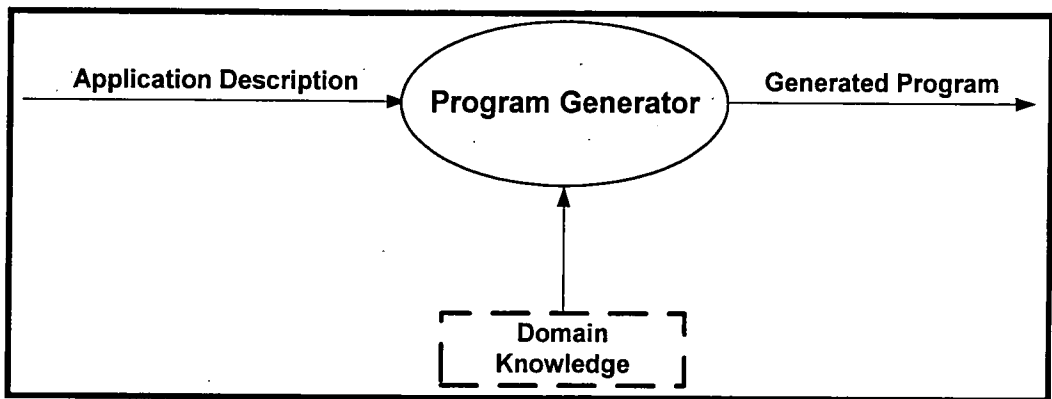 Application Description
Program Generator
Generated Program
Domain
Knowledge